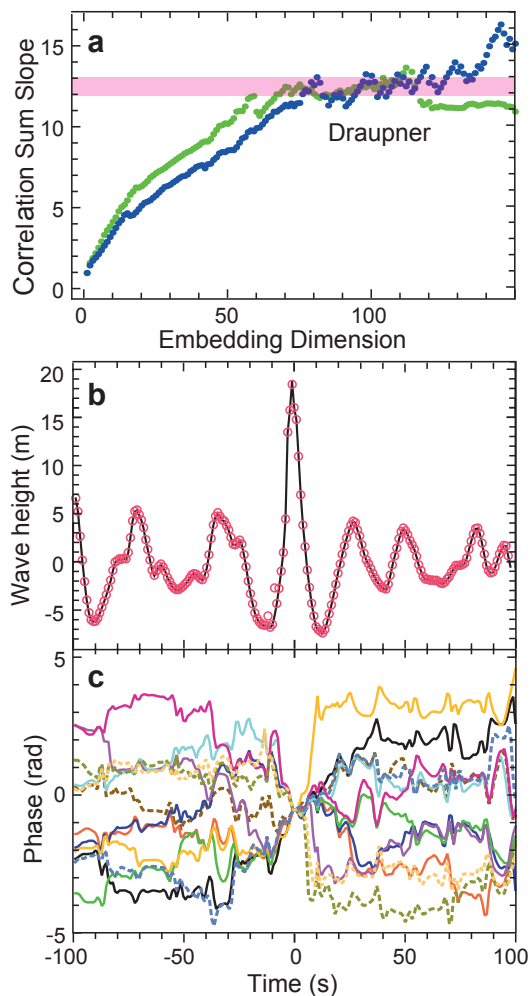 a
Correlation Sum Slope
15
10
5
0
Draupner
0 50 100
Embedding Dimension
b
Wave height (m)
20
15
10
5
0
-5
c
Phase (rad)
5
0
-5
-100 -50 0 50 100
Time (s)